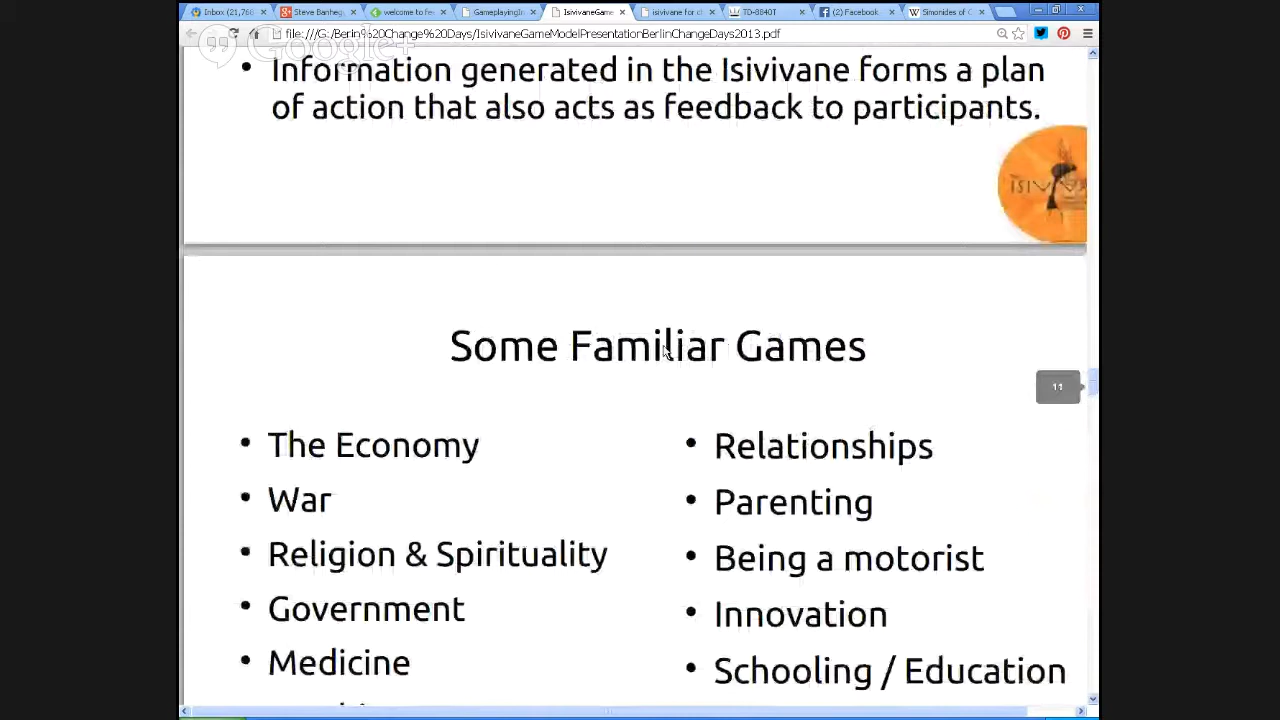 Inbox (21,768
Steve Banheg
welcome to fe
GameplayingIn
IsivivaneGame
isivivane for cl
TD-8840T
(2) Facebook
Simonides of C
file:///G:/Berlin%20Change%20Days/IsivivaneGameModelPresentationBerlinChangeDays2013.pdf
Google+
• Information generated in the Isivivane forms a plan
of action that also acts as feedback to participants.
Some Familiar Games
11
• The Economy
• War
• Religion & Spirituality
• Government
• Medicine
• Relationships
• Parenting
• Being a motorist
• Innovation
• Schooling / Education